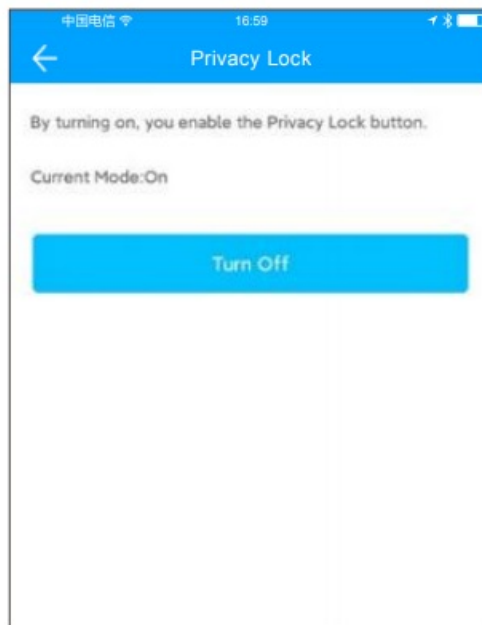 中国电信 16:59
Privacy Lock
By turning on, you enable the Privacy Lock button.
Current Mode:On
Turn Off